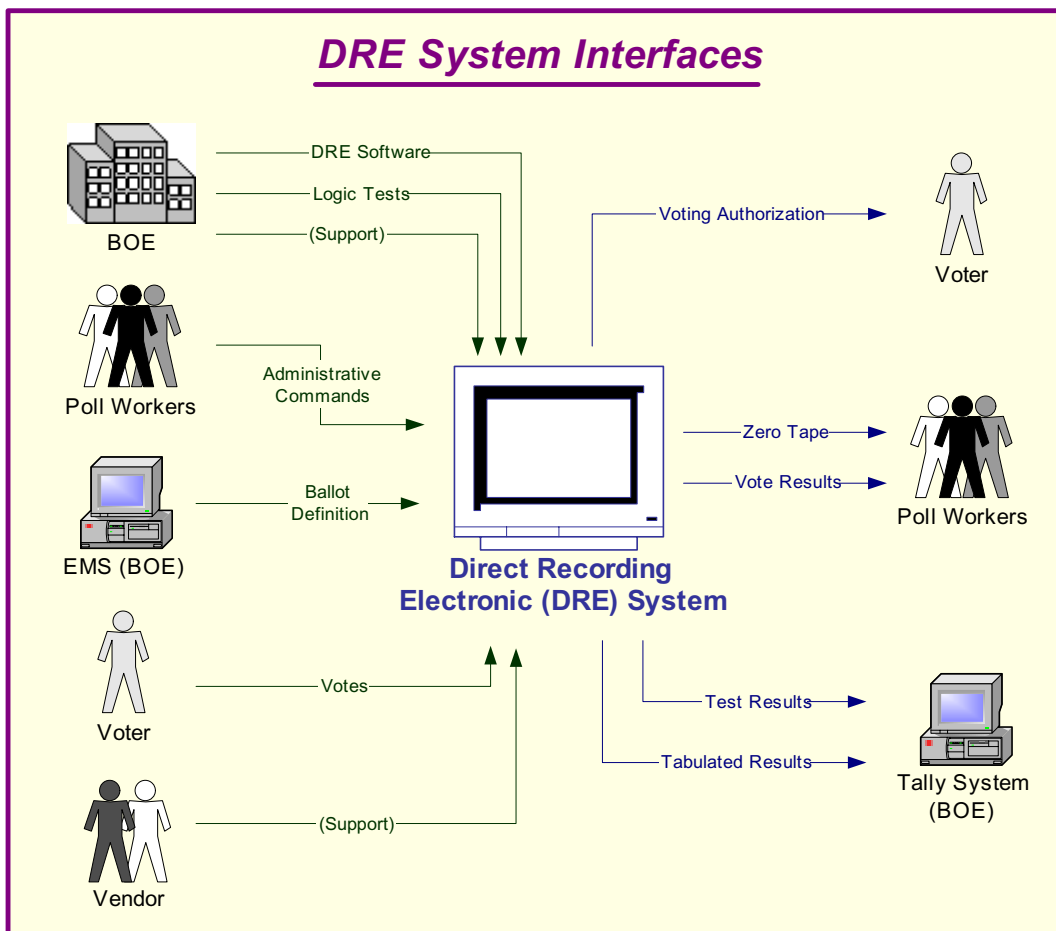 DRE System Interfaces
DRE Software
Logic Tests
(Support)
BOE
Voting Authorization
Voter
Administrative
Commands
Poll Workers
Zero Tape
Vote Results
Poll Workers
Ballot
Definition
EMS (BOE)
Direct Recording
Electronic (DRE) System
Votes
Voter
Test Results
Tabulated Results
Tally System
(BOE)
(Support)
Vendor